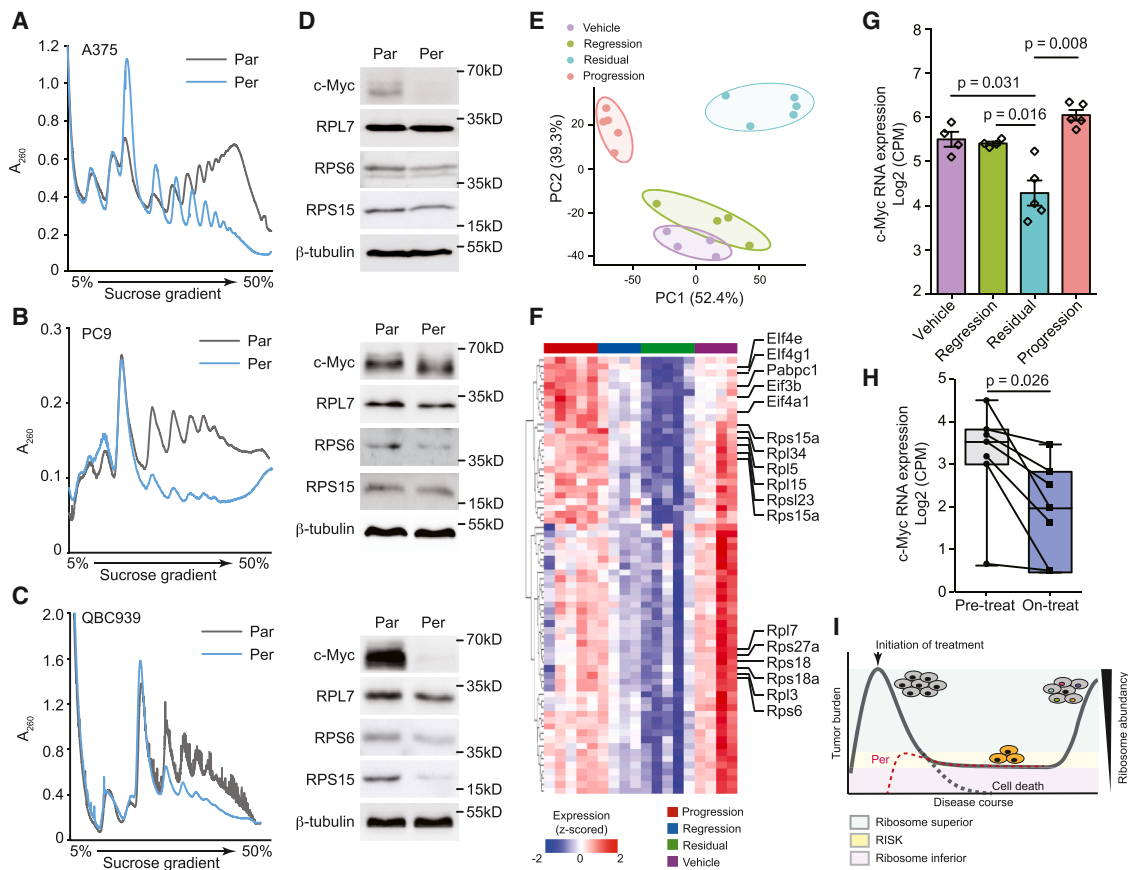 A
A375
Par
Per
1.2
1.0
0.8
0.6
0.4
0.2
0
A260
5%
50%
Sucrose gradient
B
PC9
Par
Per
0.3
0.2
0.1
0
A260
5%
50%
Sucrose gradient
C
QBC939
Par
Per
2.0
1.6
1.2
0.8
0.4
0
A260
5%
50%
Sucrose gradient
D
Par Per
c-Myc
70kD
RPL7
35kD
RPS6
35kD
RPS15
15kD
β-tubulin
55kD
Par Per
c-Myc
70kD
RPL7
35kD
RPS6
35kD
RPS15
15kD
β-tubulin
55kD
Par Per
c-Myc
70kD
RPL7
35kD
RPS6
35kD
RPS15
15kD
β-tubulin
55kD
E
Vehicle
Regression
Residual
Progression
PC2 (39.3%)
20
0
-20
-40
-50
0
50
PC1 (52.4%)
F
EIf4e
EIf4g1
Pabpc1
Eif3b
Eif4a1
Rps15a
Rpl34
Rpl5
Rpl15
Rpsl23
Rps15a
Rpl7
Rps27a
Rps18
Rps18a
Rpl3
Rps6
Expression
(z-scored)
-2
0
2
Progression
Regression
Residual
Vehicle
G
p = 0.008
p = 0.031
p = 0.016
c-Myc RNA expression
Log2 (CPM)
8
6
5
4
3
2
Vehicle
Regression
Residual
Progression
H
p = 0.026
c-Myc RNA expression
Log2 (CPM)
5
4
3
2
1
0
Pre-treat
On-treat
I
Initiation of treatment
Tumor burden
Per
Cell death
Disease course
Ribosome abundancy
Ribosome superior
RISK
Ribosome inferior